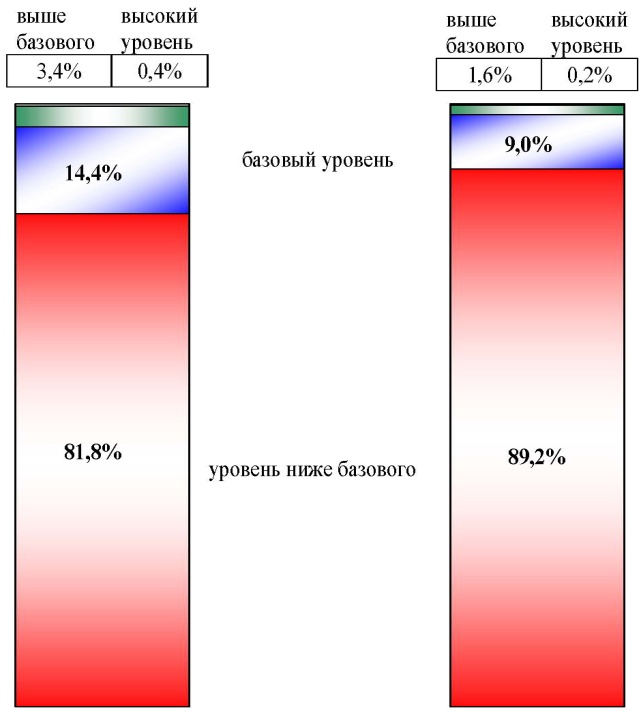 выше высокий
базового уровень
3,4% 0,4%
выше высокий
базового уровень
1,6% 0,2%
14,4%
базовый уровень
9,0%
81,8%
уровень ниже базового
89,2%